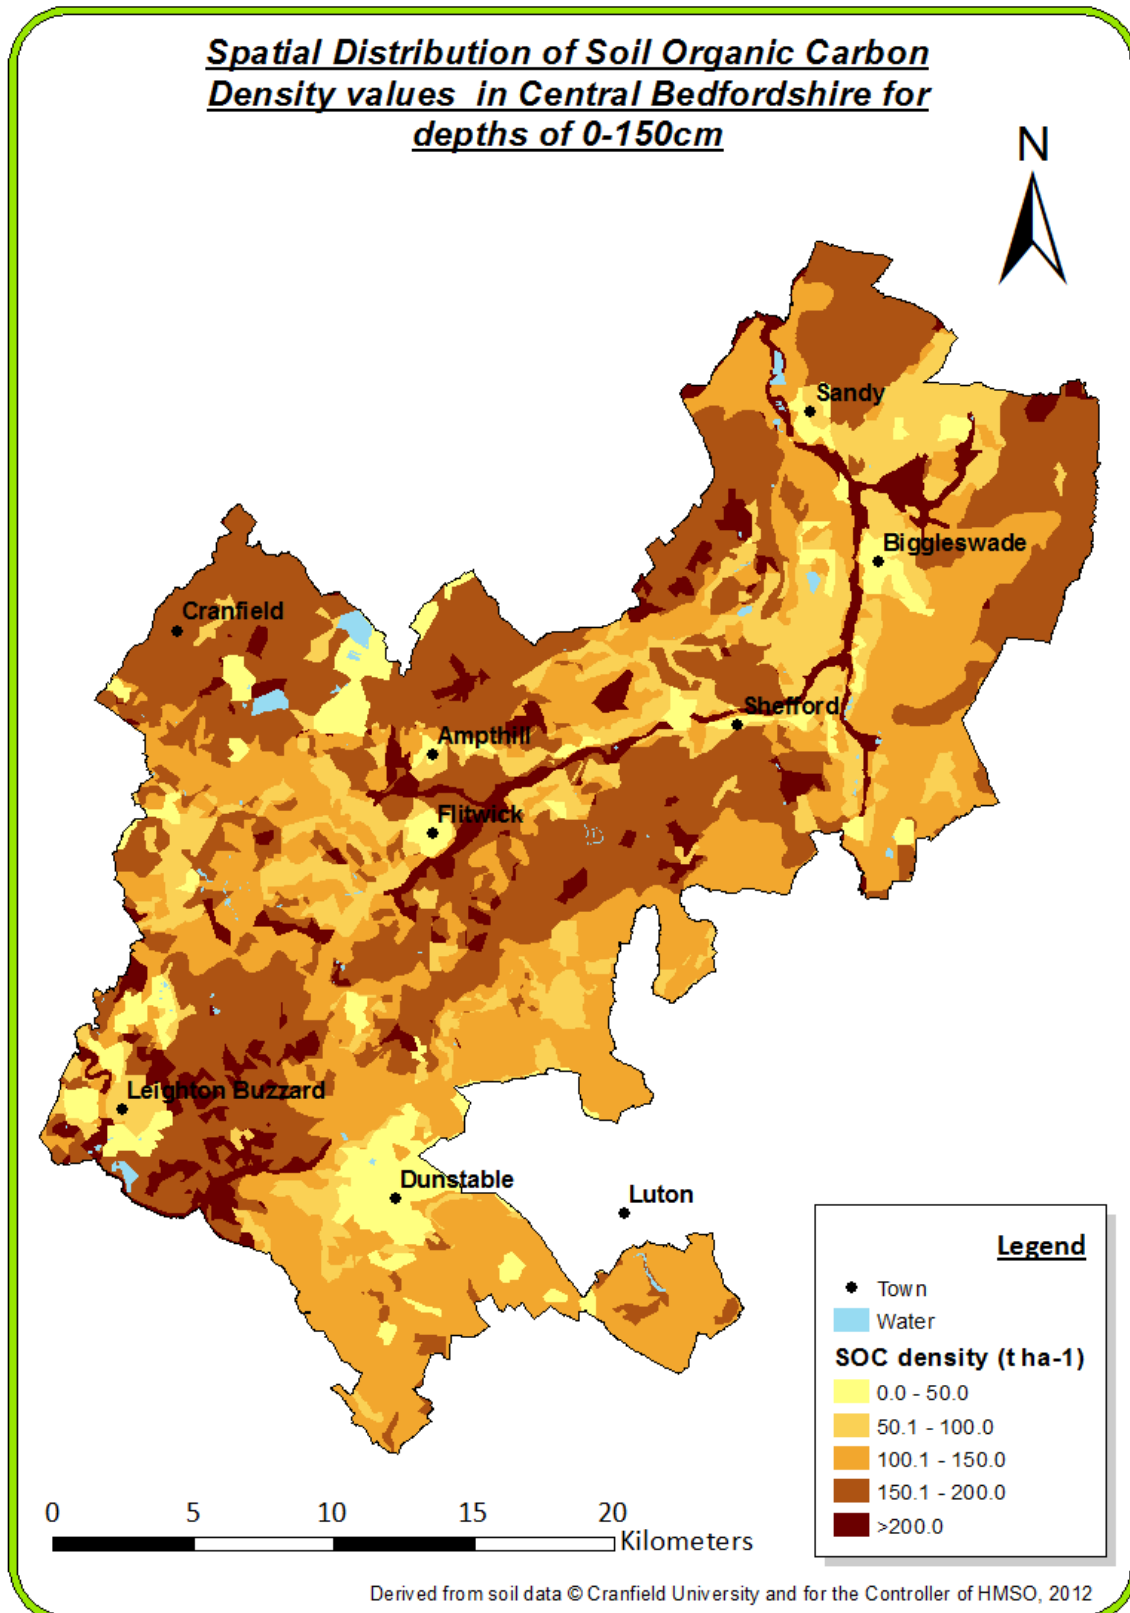 Spatial Distribution of Soil Organic Carbon
Density values in Central Bedfordshire for
depths of 0-150cm
N
Sandy
Biggleswade
Cranfield
Shefford
Ampthill
Flitwick
Leighton Buzzard
Dunstable
Luton
Legend
Town
Water
SOC density (t ha-1)
0.0 - 50.0
50.1 - 100.0
100.1 - 150.0
150.1 - 200.0
>200.0
0 5 10 15 20
Kilometers
Derived from soil data © Cranfield University and for the Controller of HMSO, 2012